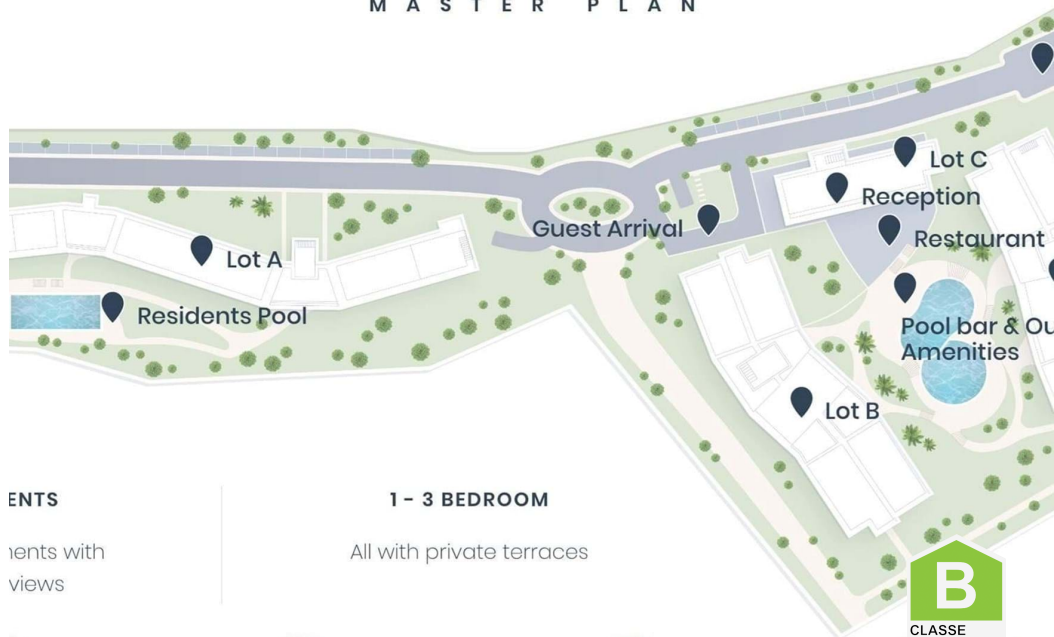 MASTER PLAN
Lot C
Reception
Guest Arrival
Restaurant
Lot A
Residents Pool
Pool bar & Ou
Amenities
Lot B
ENTS
1 - 3 BEDROOM
nents with
views
All with private terraces
B
CLASSE